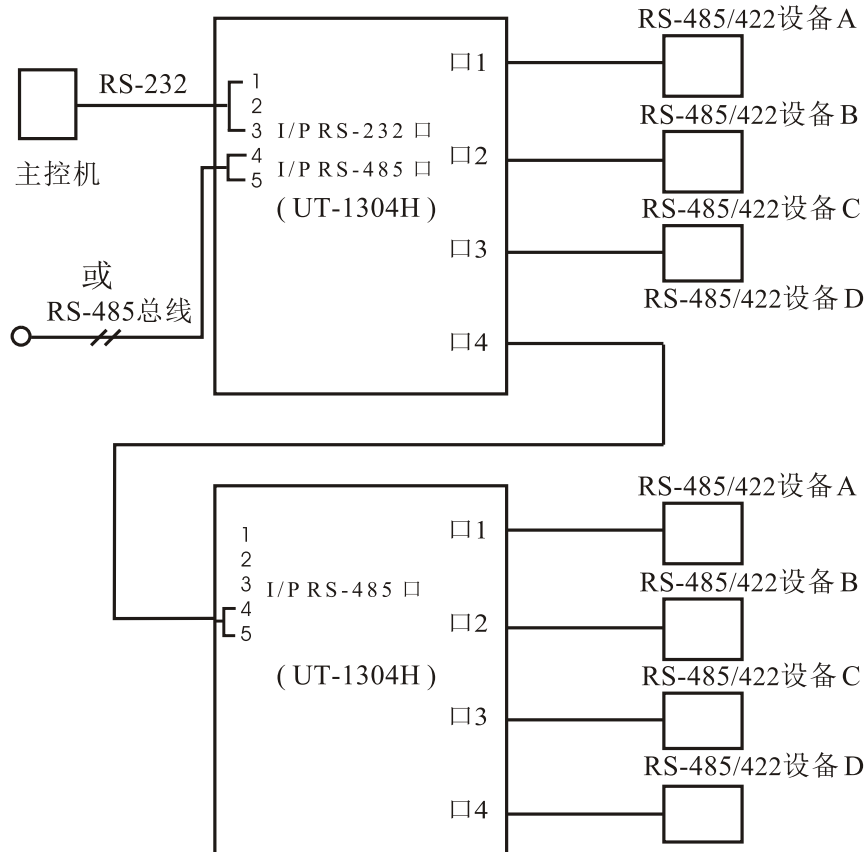 RS-485/422设备A
口1
RS-232
1
2
3 I/P RS-232 口
4
I/P RS-485 口
5
主控机
(UT-1304H)
RS-485/422设备B
口2
RS-485/422设备C
口3
或
RS-485总线
RS-485/422设备D
口4
RS-485/422设备A
口1
1
2
3 I/P RS-485 口
4
5
RS-485/422设备B
口2
(UT-1304H)
RS-485/422设备C
口3
RS-485/422设备D
口4